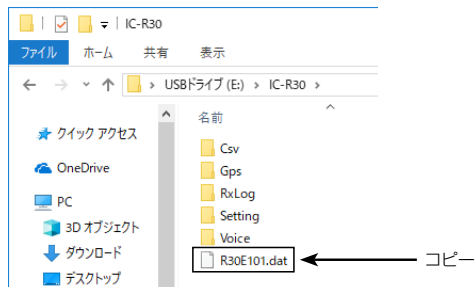 IC-R30
ファイル ホーム 共有 表示
USBドライブ (E:) › IC-R30 ›
名前
クイック アクセス
OneDrive
PC
3D オブジェクト
ダウンロード
デスクトップ
Csv
Gps
RxLog
Setting
Voice
R30E101.dat
コピー